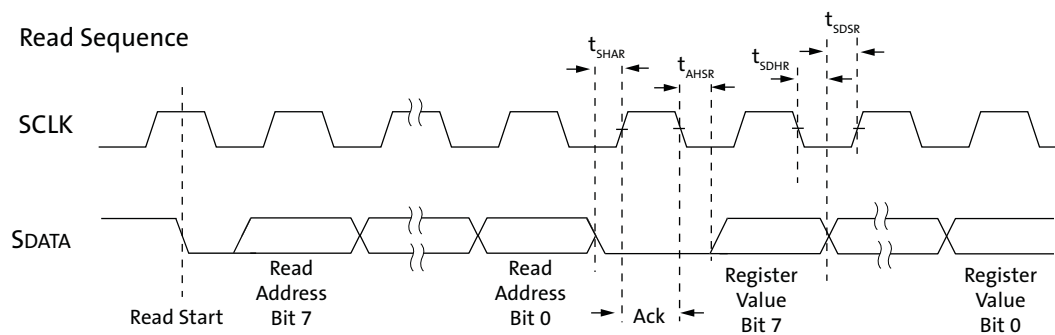 Read Sequence
tSHAR
tAHSR
tSDHR
tSDSR
SCLK
SDATA
Read Start
Read
Address
Bit 7
Read
Address
Bit 0
Ack
Register
Value
Bit 7
Register
Value
Bit 0